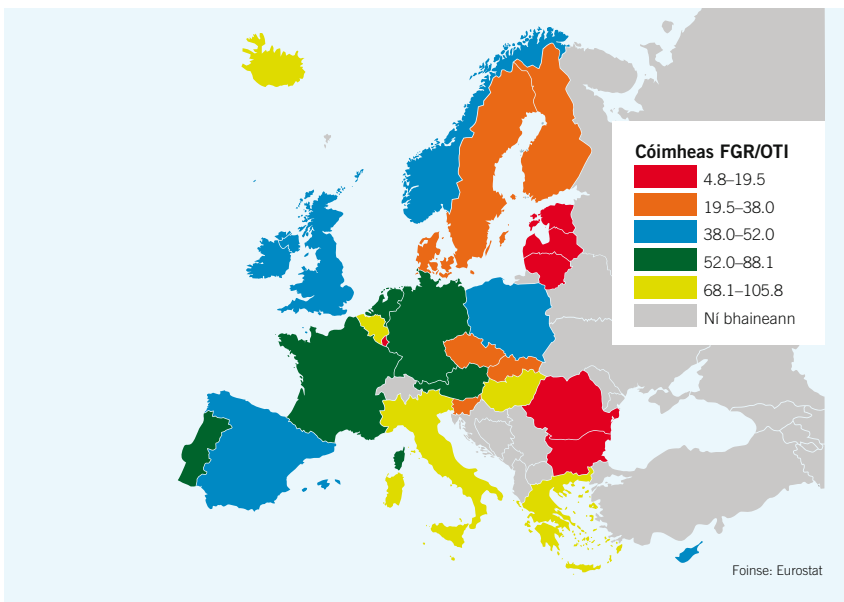 Cóimheas FGR/OTI
4.8–19.5
19.5–38.0
38.0–52.0
52.0–88.1
68.1–105.8
Ní bhaineann
Foinse: Eurostat